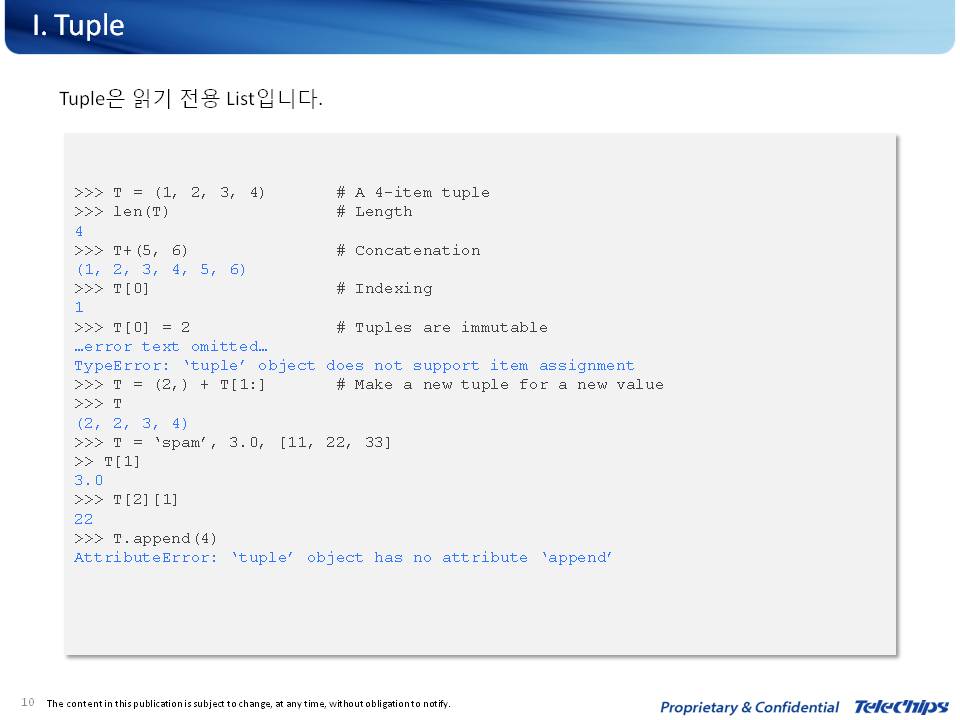 I. Tuple
Tuple은 읽기 전용 List입니다.
>>> T = (1, 2, 3, 4)        # A 4-item tuple
>>> len(T)                  # Length
4
>>> T+(5, 6)                # Concatenation
(1, 2, 3, 4, 5, 6)
>>> T[0]                    # Indexing
1
>>> T[0] = 2                # Tuples are immutable
…error text omitted…
TypeError: ‘tuple’ object does not support item assignment
>>> T = (2,) + T[1:]        # Make a new tuple for a new value
>>> T
(2, 2, 3, 4)
>>> T = ‘spam’, 3.0, [11, 22, 33]
>> T[1]
3.0
>>> T[2][1]
22
>>> T.append(4)
AttributeError: ‘tuple’ object has no attribute ‘append’
10 The content in this publication is subject to change, at any time, without obligation to notify. Proprietary & Confidential Telechips